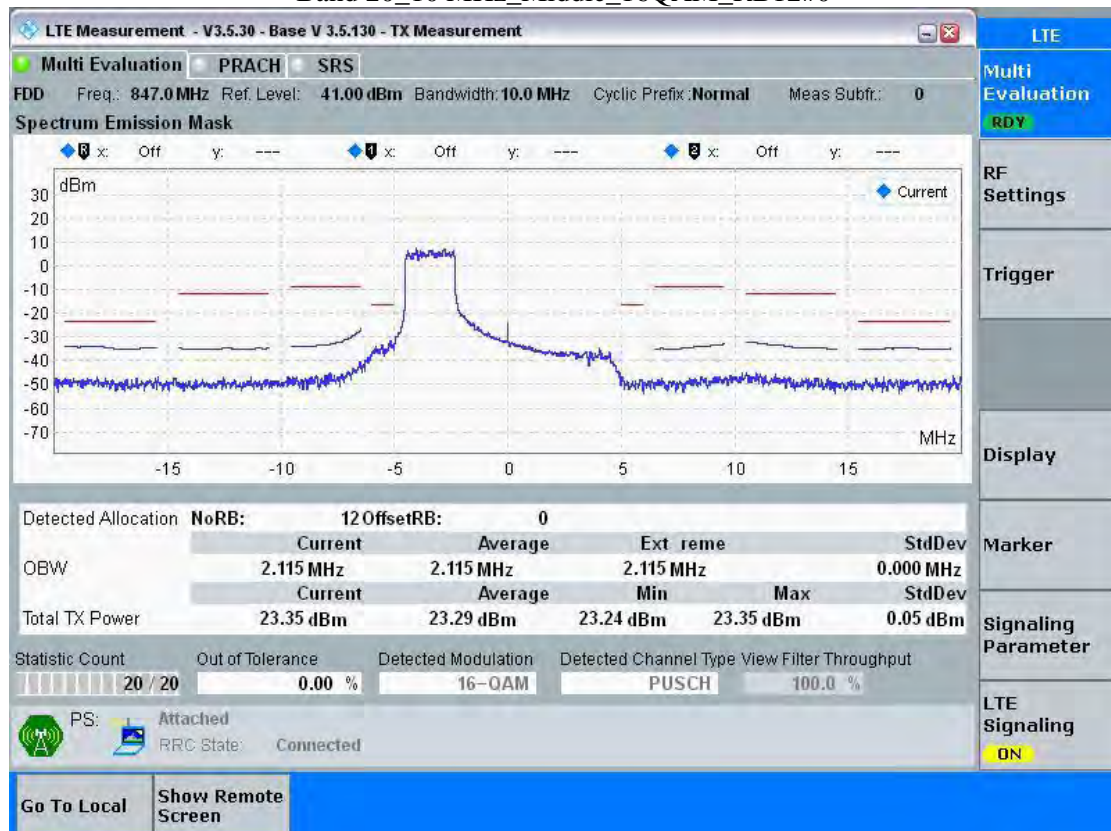 LTE Measurement - V3.5.30 - Base V 3.5.130 - TX Measurement
LTE
Multi Evaluation PRACH SRS
Multi Evaluation
RDY
FDD Freq.: 847.0 MHz Ref. Level: 41.00 dBm Bandwidth: 10.0 MHz Cyclic Prefix :Normal Meas Subfr.: 0
Spectrum Emission Mask
R x: Off y: --- 1 x: Off y: --- 2 x: Off y: ---
RF Settings
dBm
Current
30
20
10
0
-10
-20
-30
-40
-50
-60
-70
MHz
-15 -10 -5 0 5 10 15
Trigger
Display
Detected Allocation NoRB: 12 OffsetRB: 0
Current Average Ext reme StdDev
OBW 2.115 MHz 2.115 MHz 2.115 MHz 0.000 MHz
Current Average Min Max StdDev
Total TX Power 23.35 dBm 23.29 dBm 23.24 dBm 23.35 dBm 0.05 dBm
Marker
Signaling Parameter
Statistic Count Out of Tolerance Detected Modulation Detected Channel Type View Filter Throughput
20 / 20 0.00 % 16-QAM PUSCH 100.0 %
PS: Attached
RRC State: Connected
LTE Signaling
ON
Go To Local
Show Remote Screen